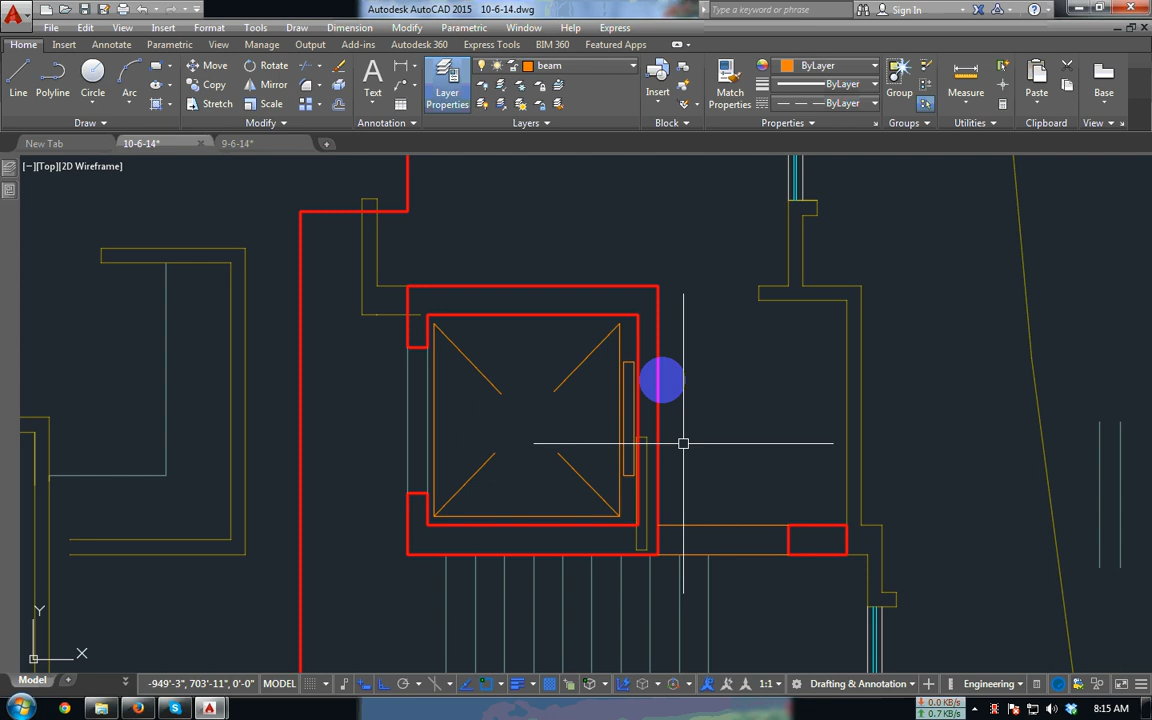 Autodesk AutoCAD 2015 10-6-14.dwg
Type a keyword or phrase
Sign In
File Edit View Insert Format Tools Draw Dimension Modify Parametric Window Help Express
Home Insert Annotate Parametric View Manage Output Add-ins Autodesk 360 Express Tools BIM 360 Featured Apps
Line Polyline Circle Arc
Move Rotate
Copy Mirror
Stretch Scale
Text
Layer Properties
beam
Insert
Match Properties
ByLayer
ByLayer
ByLayer
Group
Measure
Paste
Base
Draw Modify Annotation Layers Block Properties Groups Utilities Clipboard View
New Tab 10-6-14* 9-6-14*
[−][Top][2D Wireframe]
Y
X
Model
-949'-3", 703'-11", 0'-0" MODEL 1:1 Drafting & Annotation Engineering
0.0 KB/s
0.7 KB/s
8:15 AM